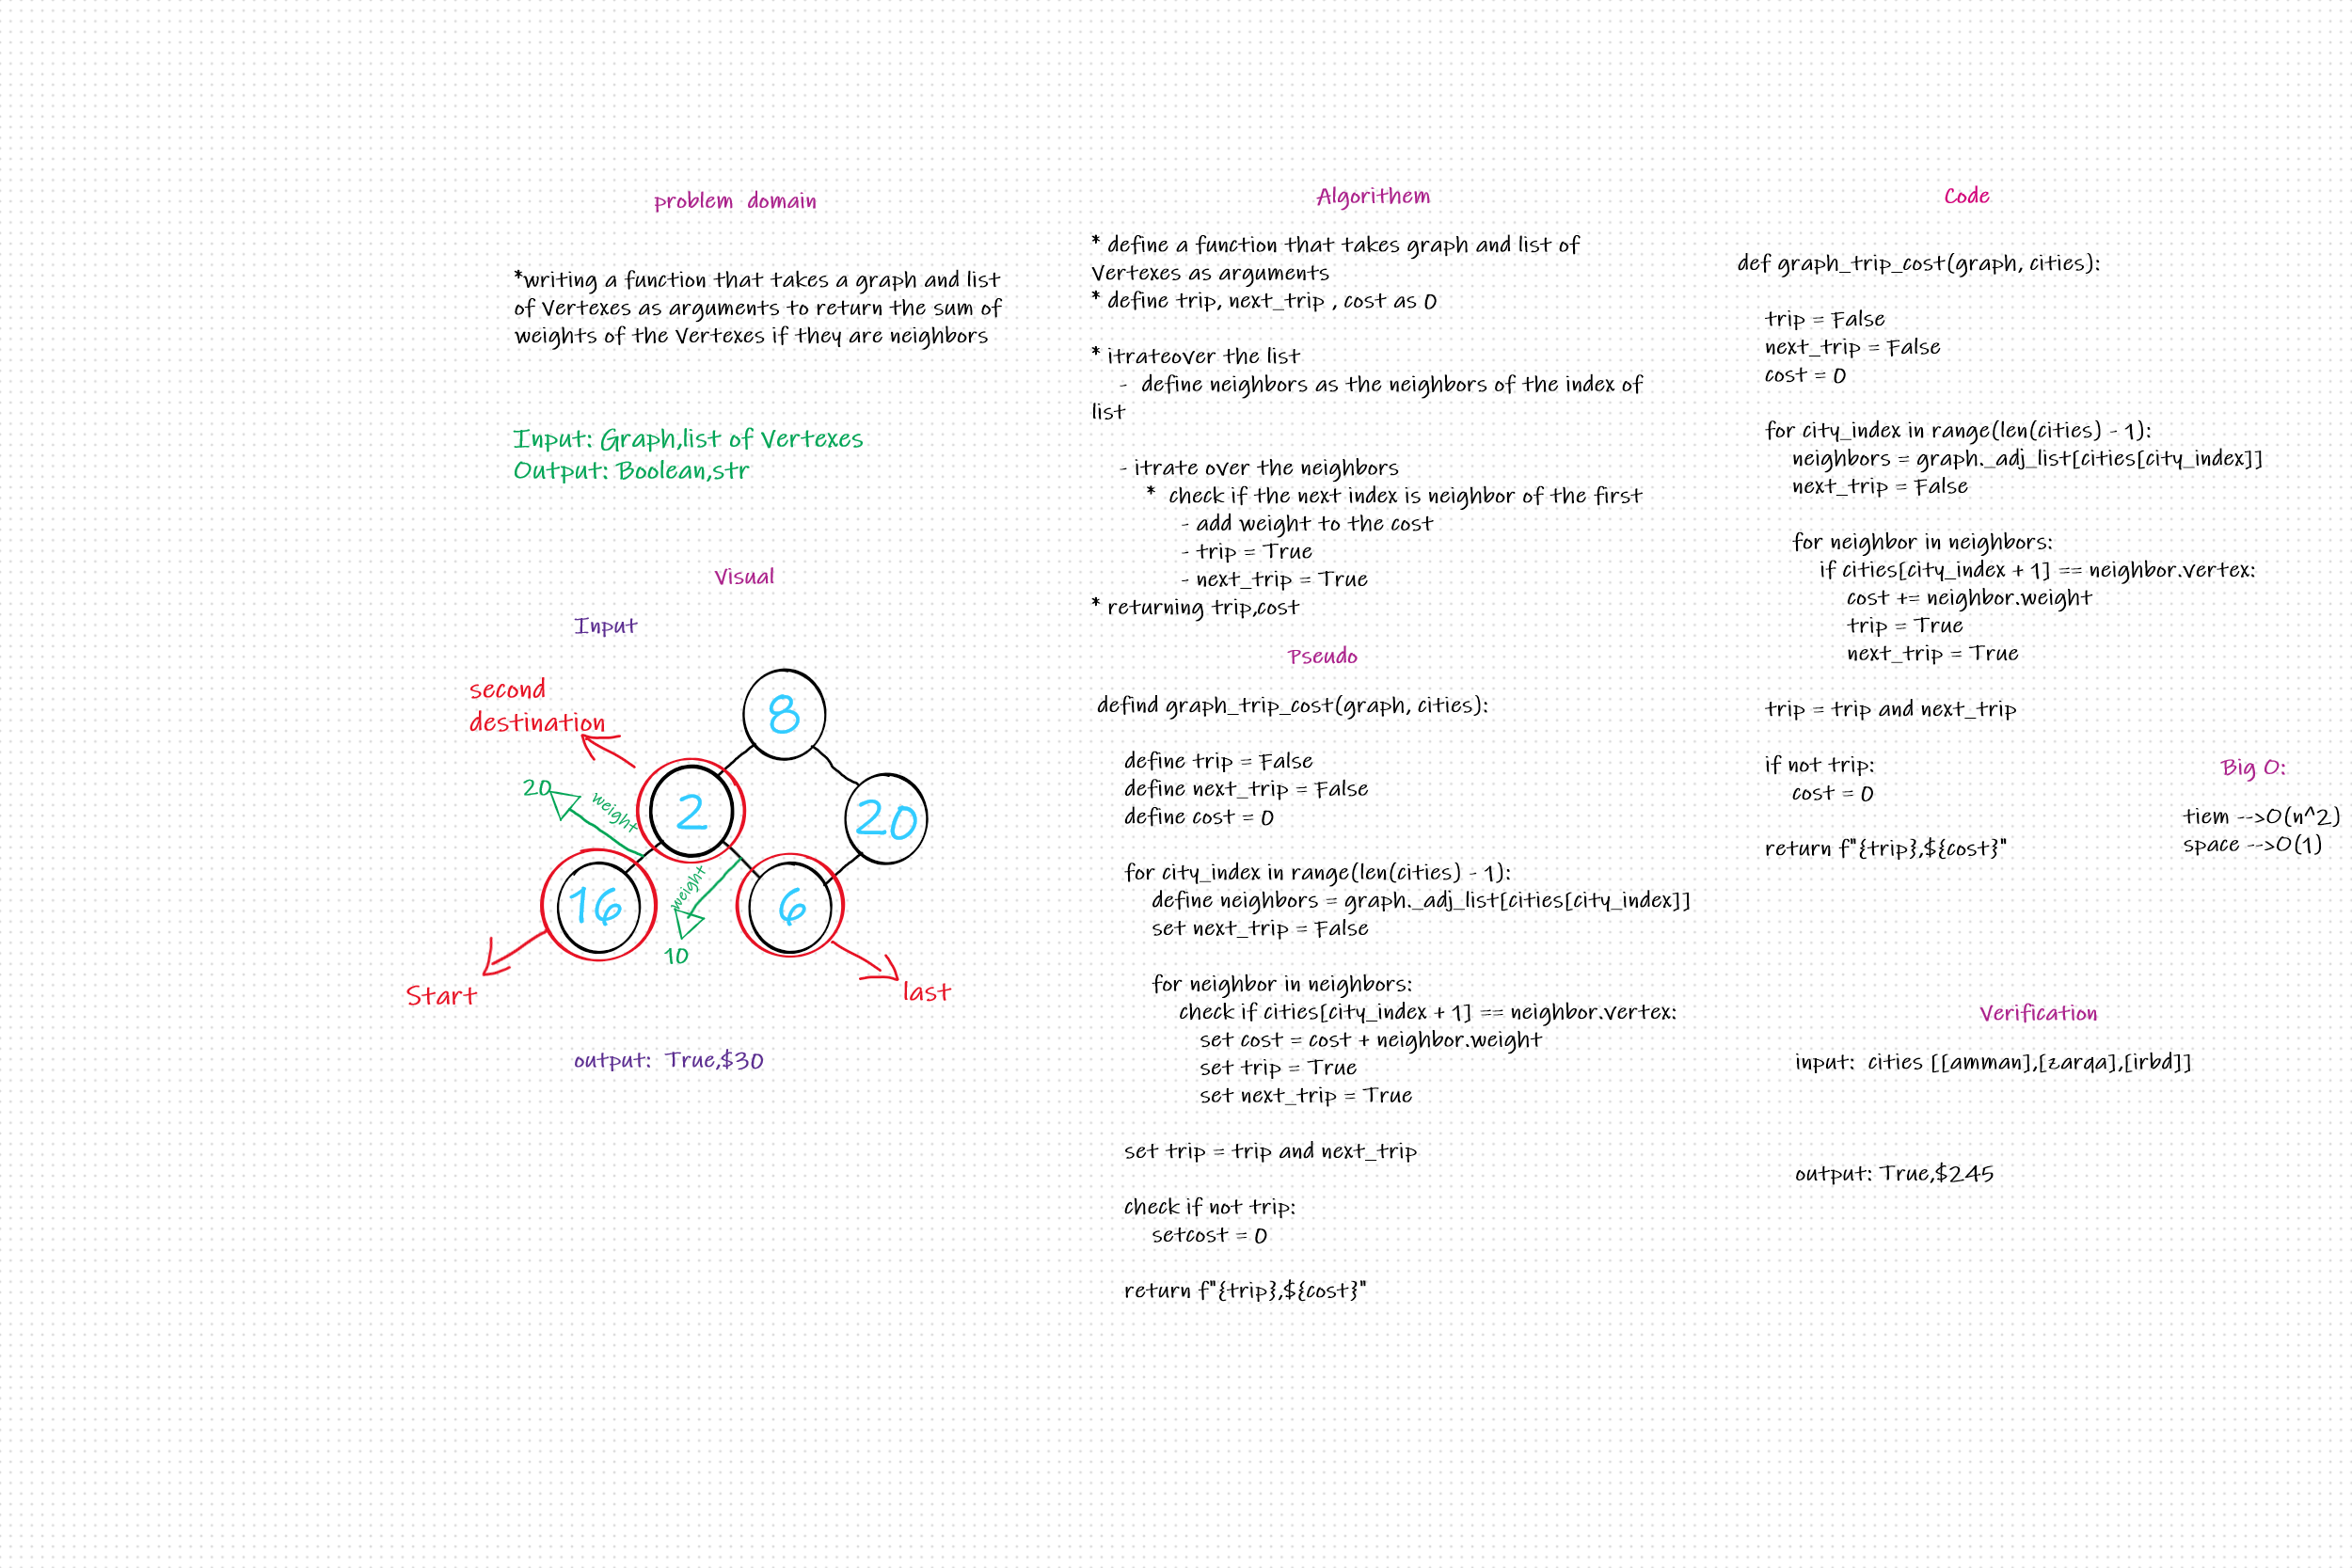 problem domain
*writing a function that takes a graph and list
of Vertexes as arguments to return the sum of
weights of the Vertexes if they are neighbors
Input: Graph,list of Vertexes
Output: Boolean,str
Visual
Input
second
destination
8
20
weight
2
20
16
weight
6
10
Start
last
output: True,$30
Algorithem
* define a function that takes graph and list of
Vertexes as arguments
* define trip, next_trip , cost as 0
* itrateover the list
- define neighbors as the neighbors of the index of
list
- itrate over the neighbors
* check if the next index is neighbor of the first
- add weight to the cost
- trip = True
- next_trip = True
* returning trip,cost
Pseudo
defind graph_trip_cost(graph, cities):
define trip = False
define next_trip = False
define cost = 0
for city_index in range(len(cities) - 1):
define neighbors = graph._adj_list[cities[city_index]]
set next_trip = False
for neighbor in neighbors:
check if cities[city_index + 1] == neighbor.vertex:
set cost = cost + neighbor.weight
set trip = True
set next_trip = True
set trip = trip and next_trip
check if not trip:
setcost = 0
return f"{trip},${cost}"
Code
def graph_trip_cost(graph, cities):
trip = False
next_trip = False
cost = 0
for city_index in range(len(cities) - 1):
neighbors = graph._adj_list[cities[city_index]]
next_trip = False
for neighbor in neighbors:
if cities[city_index + 1] == neighbor.vertex:
cost += neighbor.weight
trip = True
next_trip = True
trip = trip and next_trip
if not trip:
cost = 0
return f"{trip},${cost}"
Big O:
tiem -->O(n^2)
space -->O(1)
Verification
input: cities [[amman],[zarqa],[irbd]]
output: True,$245